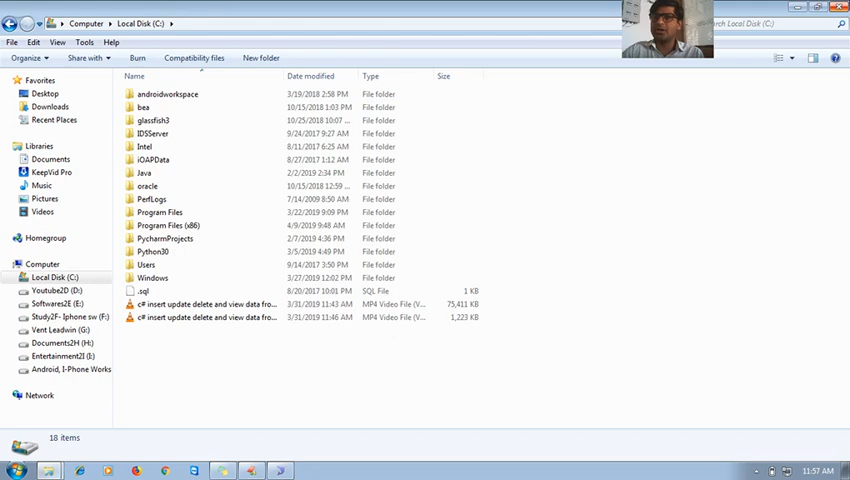 Computer Local Disk (C:) Search Local Disk (C:)
File Edit View Tools Help
Organize Share with Burn Compatibility files New folder
Name Date modified Type Size
Favorites
Desktop
Downloads
Recent Places
Libraries
Documents
KeepVid Pro
Music
Pictures
Videos
Homegroup
Computer
Local Disk (C:)
Youtube2D (D:)
Softwares2E (E:)
Study2F- Iphone sw (F:)
Vent Leadwin (G:)
Documents2H (H:)
Entertainment2I (I:)
Android, I-Phone Works
Network
androidworkspace 3/19/2018 2:58 PM File folder
bea 10/15/2018 1:03 PM File folder
glassfish3 10/25/2018 10:07 ... File folder
IDSServer 9/24/2017 9:27 AM File folder
Intel 8/11/2017 6:25 AM File folder
iOAPData 8/27/2017 1:12 AM File folder
Java 2/2/2019 2:34 PM File folder
oracle 10/15/2018 12:59 ... File folder
PerfLogs 7/14/2009 8:50 AM File folder
Program Files 3/22/2019 9:09 PM File folder
Program Files (x86) 4/9/2019 9:48 AM File folder
PycharmProjects 2/7/2019 4:36 PM File folder
Python30 3/5/2019 4:49 PM File folder
Users 9/14/2017 3:50 PM File folder
Windows 3/27/2019 12:02 PM File folder
.sql 8/20/2017 10:01 PM SQL File 1 KB
c# insert update delete and view data fro... 3/31/2019 11:43 AM MP4 Video File (V... 75,411 KB
c# insert update delete and view data fro... 3/31/2019 11:46 AM MP4 Video File (V... 1,223 KB
18 items
11:57 AM